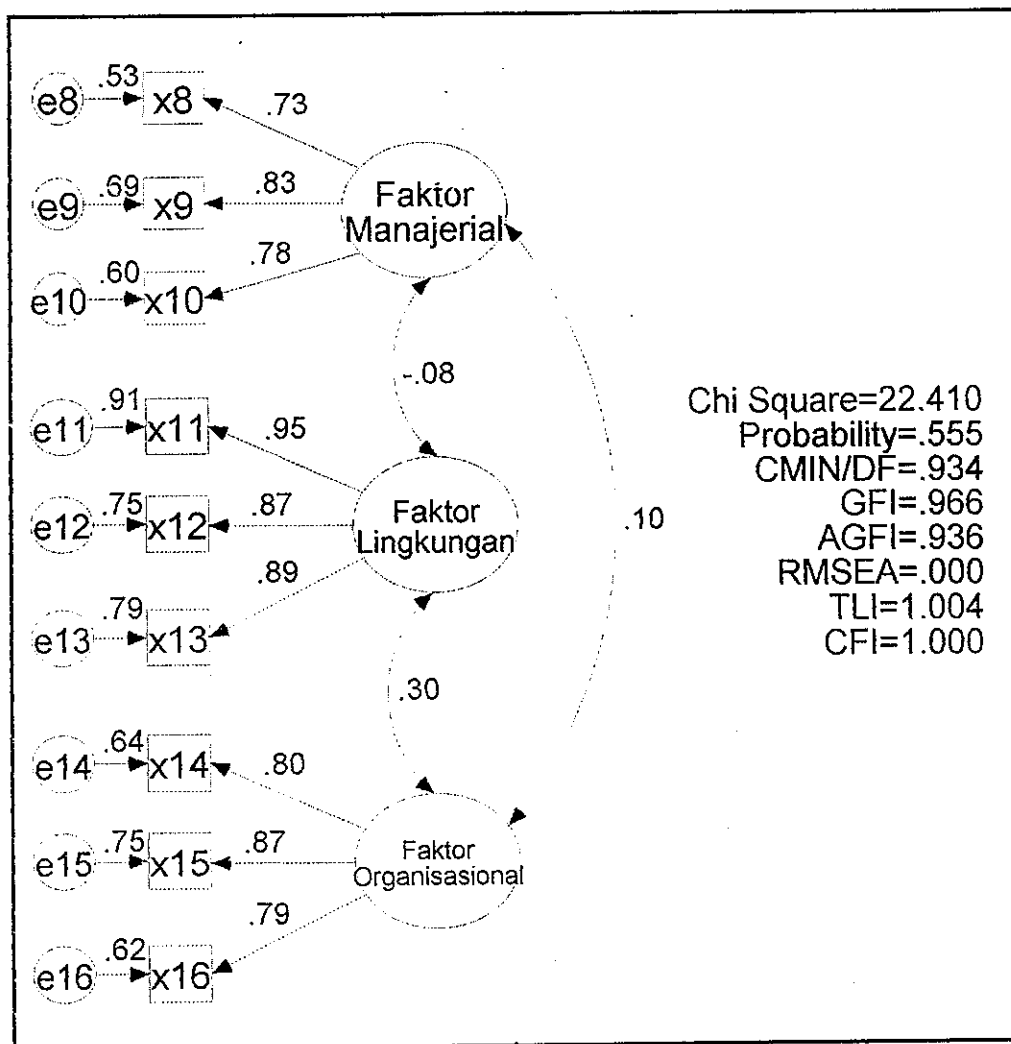 .53
e8
x8
.73
.69
e9
x9
.83
Faktor
Manajerial
.60
e10
x10
.78
-.08
.91
e11
x11
.95
.75
e12
x12
.87
Faktor
Lingkungan
.79
e13
x13
.89
.30
.10
Chi Square=22.410
Probability=.555
CMIN/DF=.934
GFI=.966
AGFI=.936
RMSEA=.000
TLI=1.004
CFI=1.000
.64
e14
x14
.80
.75
e15
x15
.87
Faktor
Organisasional
.62
e16
x16
.79